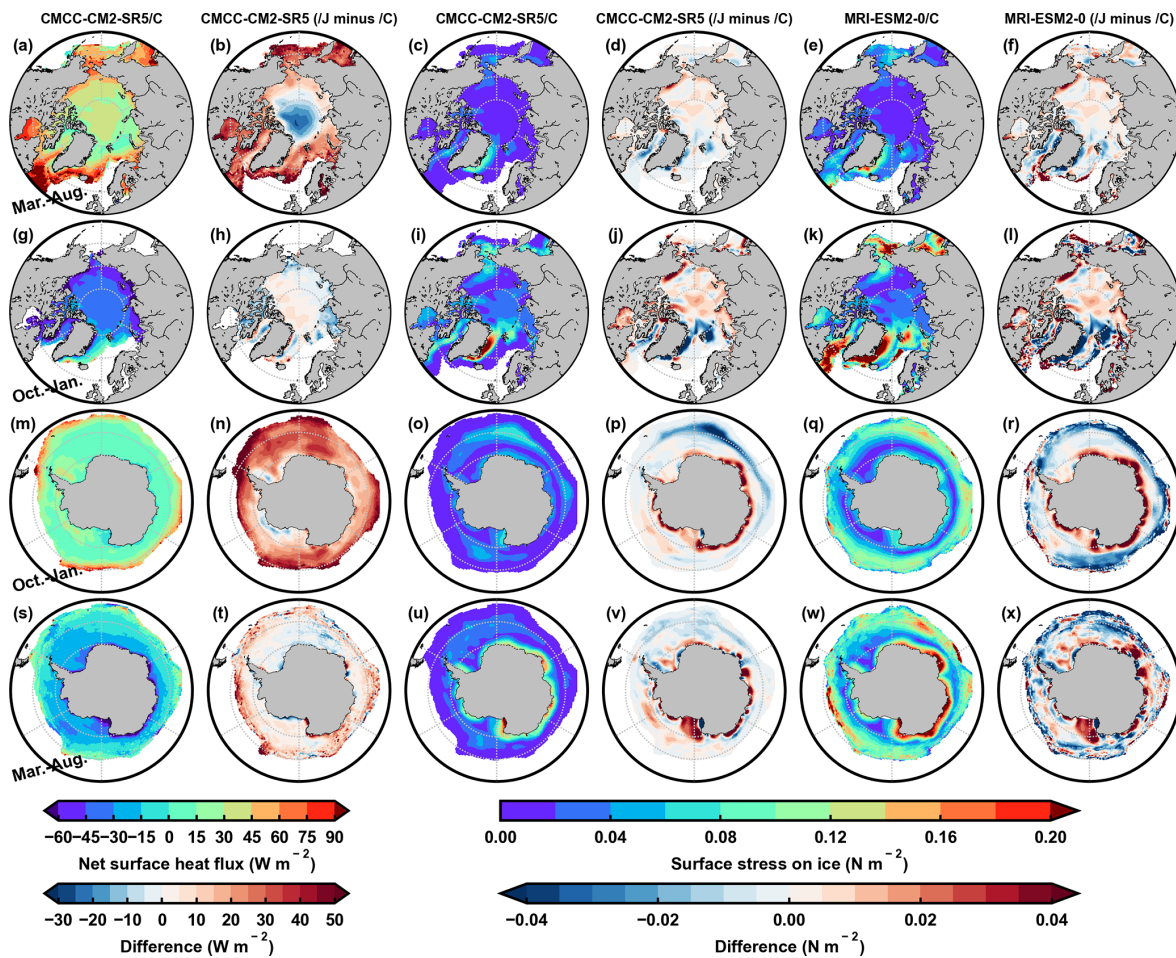 CMCC-CM2-SR5/C CMCC-CM2-SR5 (/J minus /C) CMCC-CM2-SR5/C CMCC-CM2-SR5 (/J minus /C) MRI-ESM2-0/C MRI-ESM2-0 (/J minus /C)
(a) (b) (c) (d) (e) (f)
Mar.-Aug.
(g) (h) (i) (j) (k) (l)
Oct.-Jan.
(m) (n) (o) (p) (q) (r)
Oct.-Jan.
(s) (t) (u) (v) (w) (x)
Mar.-Aug.
−60 −45 −30 −15 0 15 30 45 60 75 90
Net surface heat flux (W m⁻²)
0.00 0.04 0.08 0.12 0.16 0.20
Surface stress on ice (N m⁻²)
−30 −20 −10 0 10 20 30 40 50
Difference (W m⁻²)
−0.04 −0.02 0.00 0.02 0.04
Difference (N m⁻²)